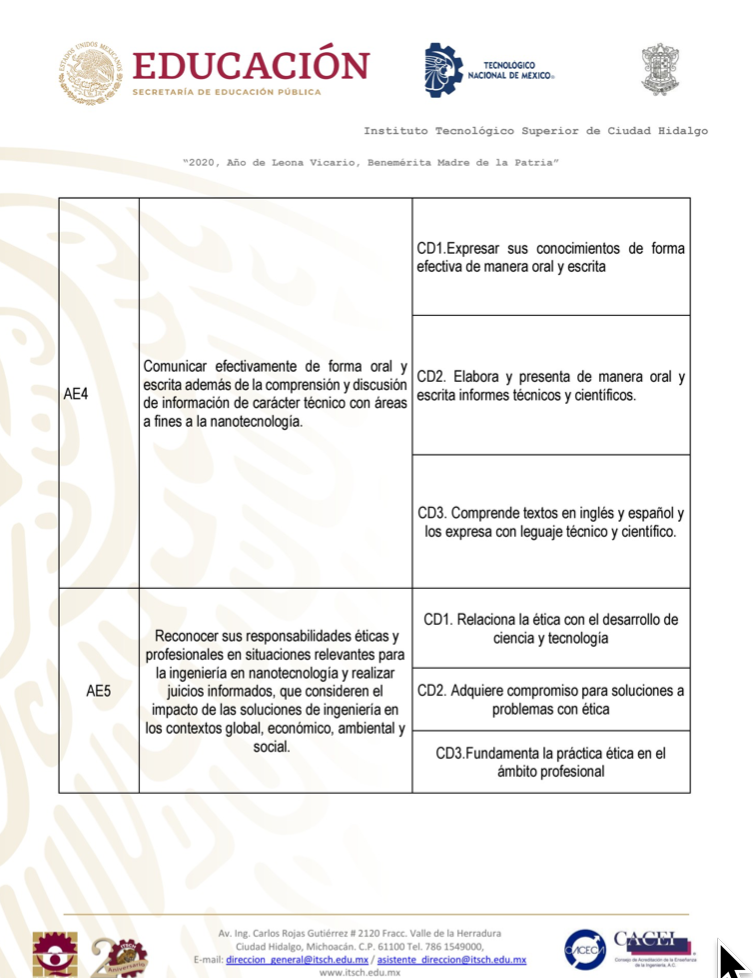 EDUCACIÓN
SECRETARÍA DE EDUCACIÓN PÚBLICA
TECNOLÓGICO
NACIONAL DE MÉXICO®
Instituto Tecnológico Superior de Ciudad Hidalgo
"2020, Año de Leona Vicario, Benemérita Madre de la Patria"
AE4
Comunicar efectivamente de forma oral y
escrita además de la comprensión y discusión
de información de carácter técnico con áreas
a fines a la nanotecnología.
CD1.Expresar sus conocimientos de forma
efectiva de manera oral y escrita
CD2. Elabora y presenta de manera oral y
escrita informes técnicos y científicos.
CD3. Comprende textos en inglés y español y
los expresa con leguaje técnico y científico.
AE5
Reconocer sus responsabilidades éticas y
profesionales en situaciones relevantes para
la ingeniería en nanotecnología y realizar
juicios informados, que consideren el
impacto de las soluciones de ingeniería en
los contextos global, económico, ambiental y
social.
CD1. Relaciona la ética con el desarrollo de
ciencia y tecnología
CD2. Adquiere compromiso para soluciones a
problemas con ética
CD3.Fundamenta la práctica ética en el
ámbito profesional
Av. Ing. Carlos Rojas Gutiérrez # 2120 Fracc. Valle de la Herradura
Ciudad Hidalgo, Michoacán. C.P. 61100 Tel. 786 1549000,
E-mail: direccion_general@itsch.edu.mx / asistente_direccion@itsch.edu.mx
www.itsch.edu.mx
Aniversario
CACECA
CACEI
Consejo de Acreditación de la Enseñanza
de la Ingeniería, A.C.